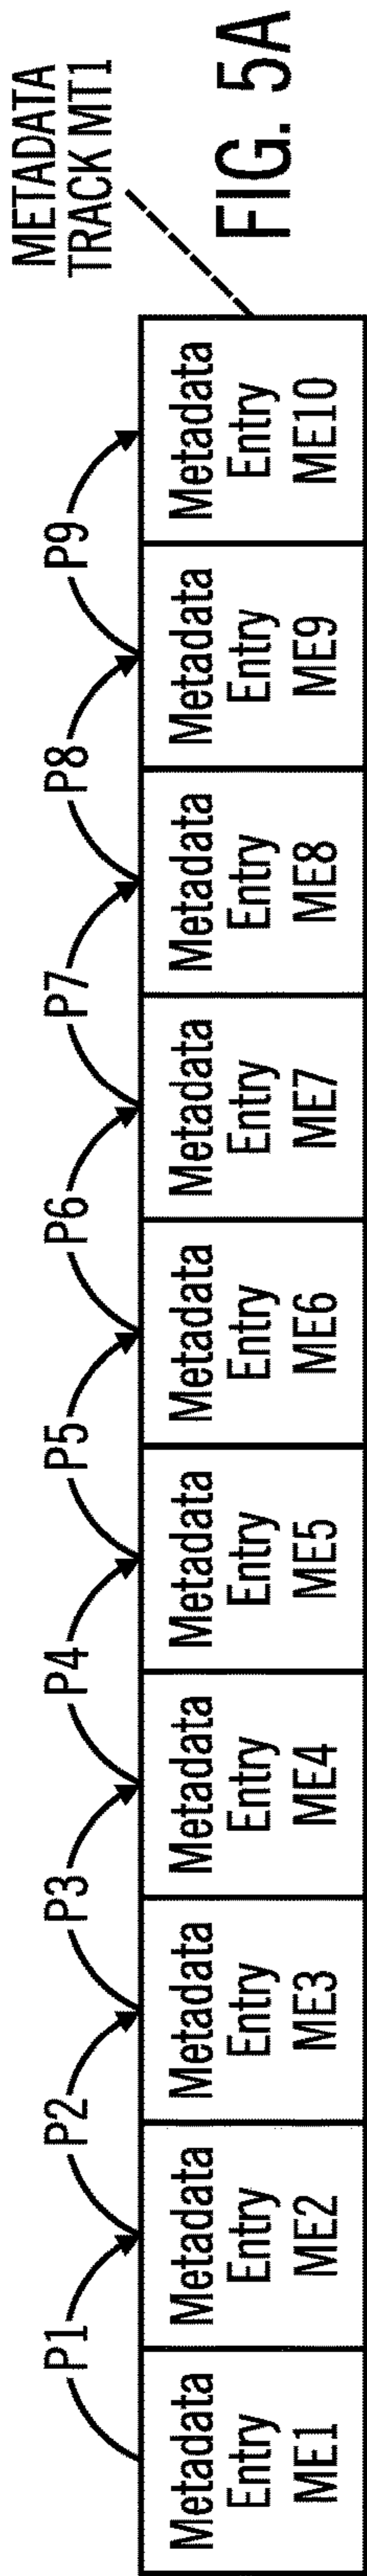 METADATA
TRACK MT1
FIG. 5A
P1
P2
P3
P4
P5
P6
P7
P8
P9
Metadata
Entry
ME1
Metadata
Entry
ME2
Metadata
Entry
ME3
Metadata
Entry
ME4
Metadata
Entry
ME5
Metadata
Entry
ME6
Metadata
Entry
ME7
Metadata
Entry
ME8
Metadata
Entry
ME9
Metadata
Entry
ME10